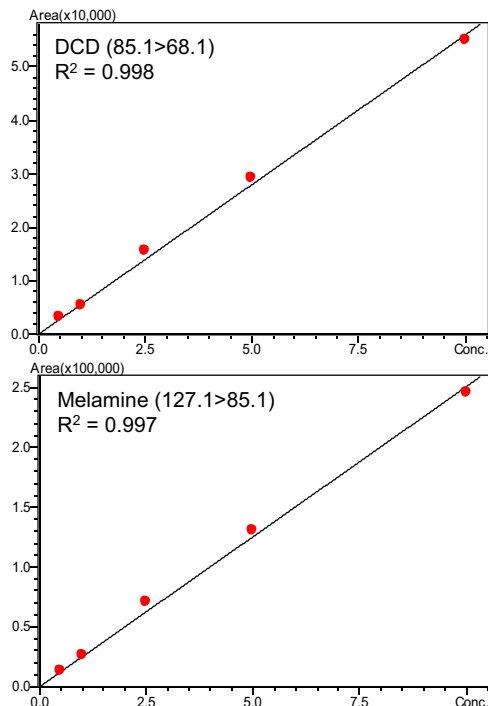 Area(x10,000)
DCD (85.1>68.1)
R² = 0.998
5.0
4.0
3.0
2.0
1.0
0.0
0.0 2.5 5.0 7.5 Conc.
Area(x100,000)
Melamine (127.1>85.1)
R² = 0.997
2.5
2.0
1.5
1.0
0.5
0.0
0.0 2.5 5.0 7.5 Conc.